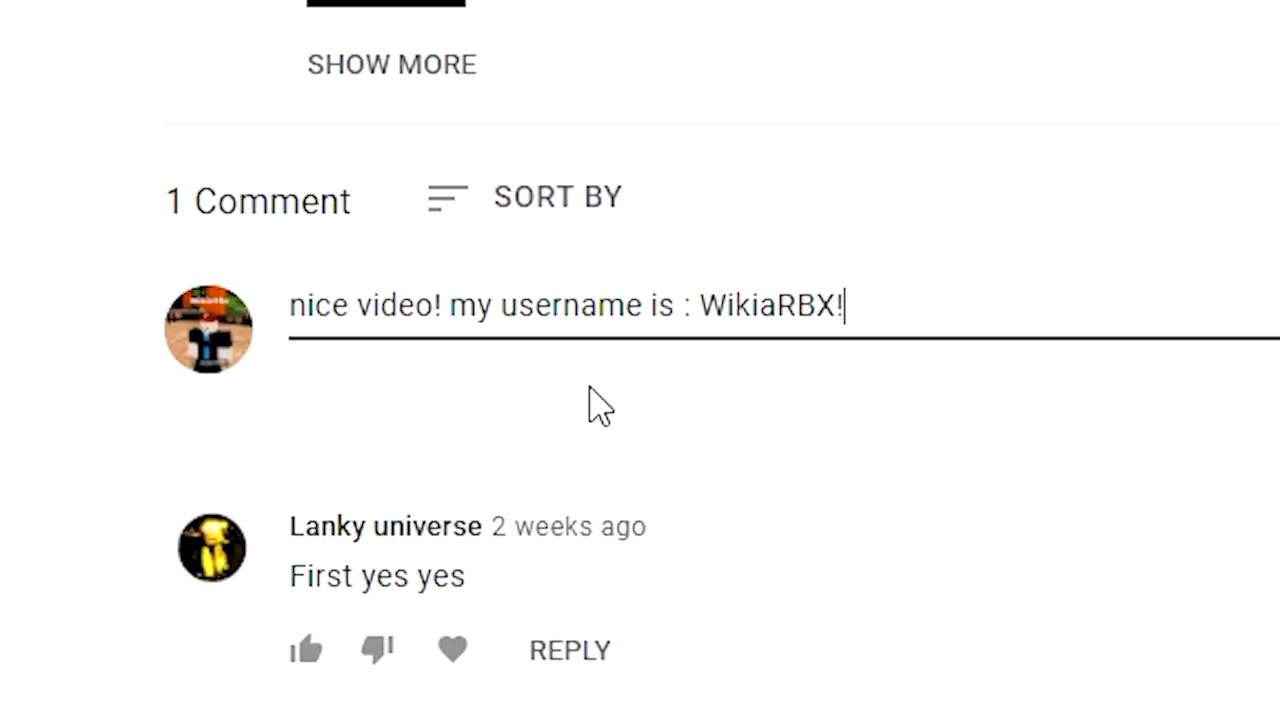 SHOW MORE
1 Comment SORT BY
nice video! my username is : WikiaRBX!
Lanky universe 2 weeks ago
First yes yes
REPLY